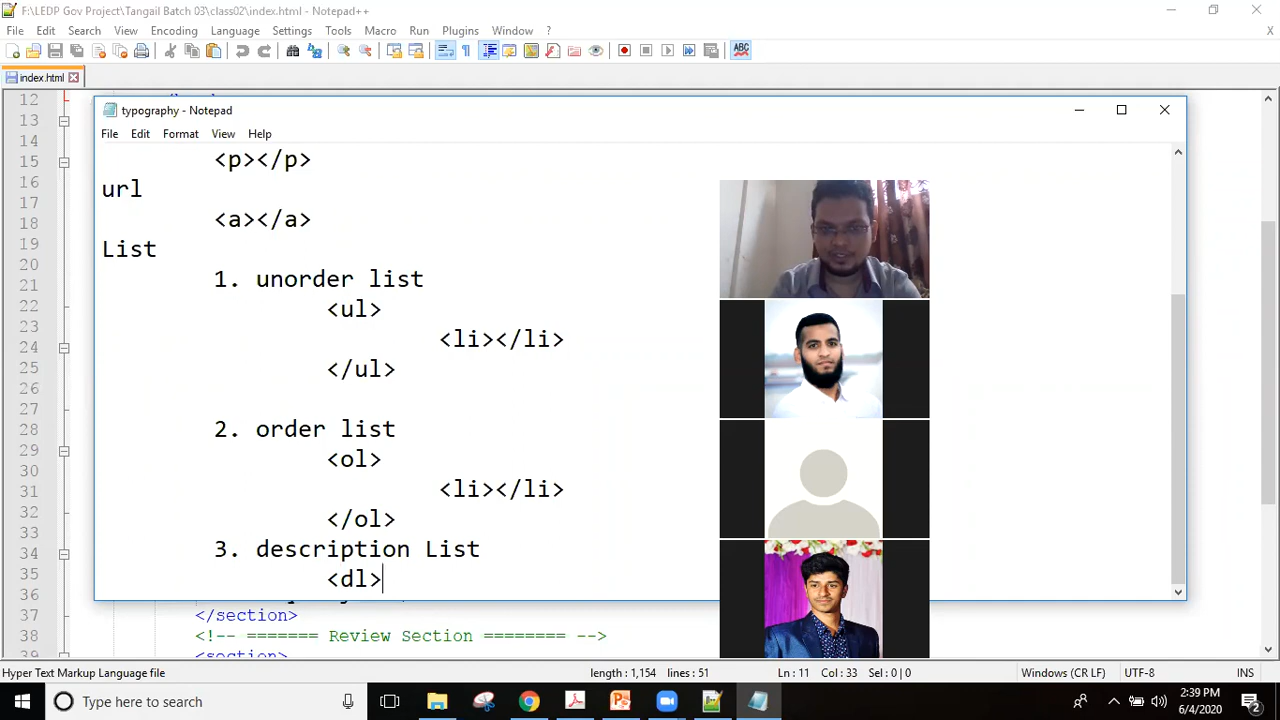 F:\LEDP Gov Project\Tangail Batch 03\class02\index.html - Notepad++
File Edit Search View Encoding Language Settings Tools Macro Run Plugins Window ? X
ABC
index.html
12
13
14
15
16
17
18
19
20
21
22
23
24
25
26
27
28
29
30
31
32
33
34
35
36
37 </section>
38 <!-- ======= Review Section ======== -->
39 <section>
typography - Notepad
File Edit Format View Help
<p></p>
url
<a></a>
List
1. unorder list
<ul>
<li></li>
</ul>
2. order list
<ol>
<li></li>
</ol>
3. description List
<dl>
Hyper Text Markup Language file length : 1,154 lines : 51 Ln : 11 Col : 33 Sel : 0 | 0 Windows (CR LF) UTF-8 INS
Type here to search
2:39 PM
6/4/2020
2